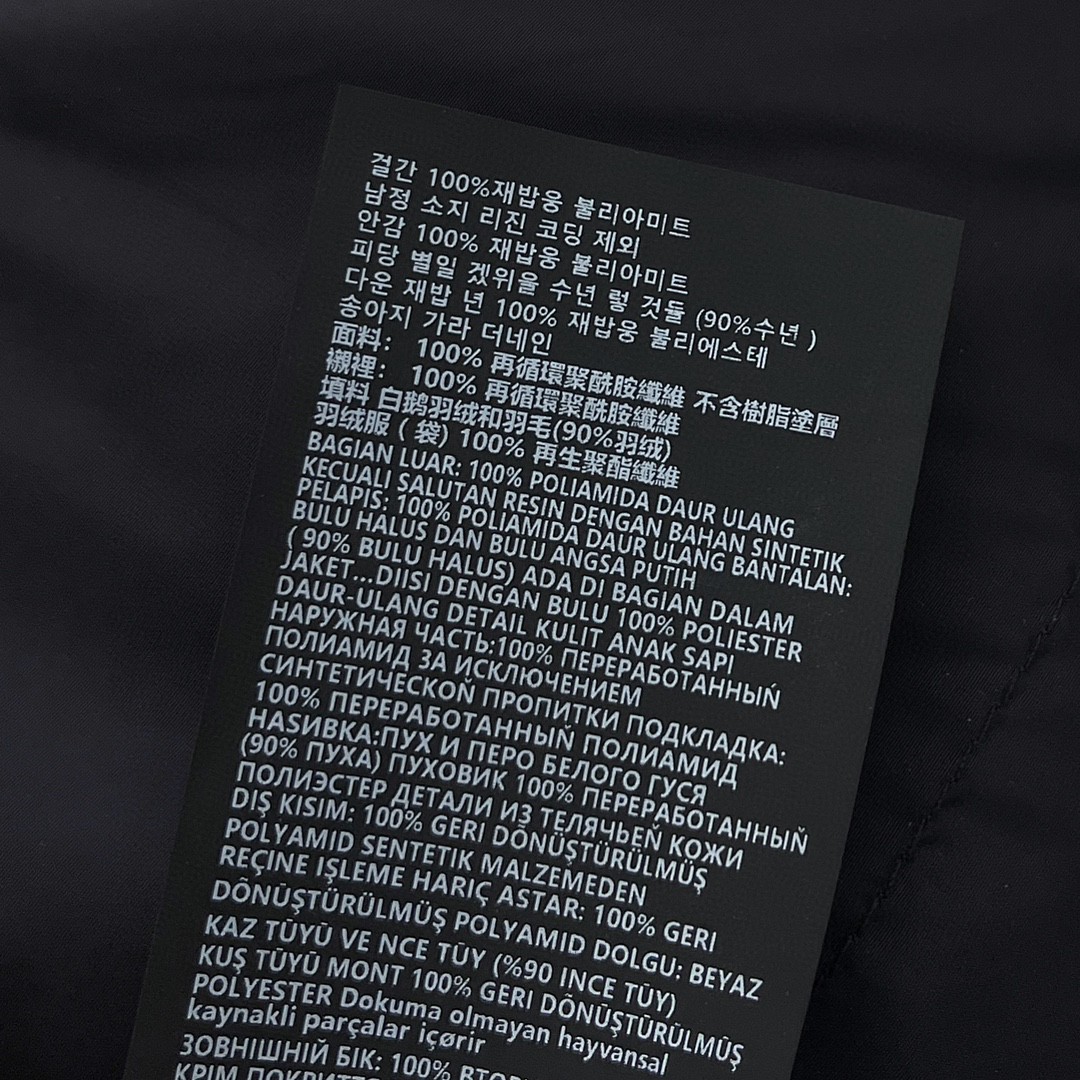 걸간 100%재밥웅 불리아미트
남정 소지 리진 코딩 제외
안감 100% 재밥웅 불리아미트
피당 별일 겠위을 수년 렇 것듈 (90%수년 )
다운 재밥 년 100% 재밥웅 불리에스테
송아지 가라 더네인
面料： 100% 再循環聚酰胺纖維 不含樹脂塗層
襯裡： 100% 再循環聚酰胺纖維
填料 白鹅羽绒和羽毛(90%羽绒)
羽绒服 ( 袋) 100% 再生聚酯纖維
BAGIAN LUAR: 100% POLIAMIDA DAUR ULANG
KECUALI SALUTAN RESIN DENGAN BAHAN SINTETIK
PELAPIS: 100% POLIAMIDA DAUR ULANG BANTALAN:
BULU HALUS DAN BULU ANGSA PUTIH
( 90% BULU HALUS) ADA DI BAGIAN DALAM
JAKET...DIISI DENGAN BULU 100% POLIESTER
DAUR-ULANG DETAIL KULIT ANAK SAPI
НАРУЖНАЯ ЧАСТЬ:100% ПЕРЕРАБОТАННЫЙ
ПОЛИАМИД ЗА ИСКЛЮЧЕНИЕМ
СИНТЕТИЧЕСКОЙ ПРОПИТКИ ПОДКЛАДКА:
100% ПЕРЕРАБОТАННЫЙ ПОЛИАМИД
НАSИВКА:ПУХ И ПЕРО БЕЛОГО ГУСЯ
(90% ПУХА) ПУХОВИК 100% ПЕРЕРАБОТАННЫЙ
ПОЛИЭСТЕР ДЕТАЛИ ИЗ ТЕЛЯЧЬЕЙ КОЖИ
DIŞ KISIM: 100% GERI DÖNÜŞTÜRÜLMÜŞ
POLYAMID SENTETIK MALZEMEDEN
REÇINE IŞLEME HARIÇ ASTAR: 100% GERI
DÖNÜŞTÜRÜLMÜŞ POLYAMID DOLGU: BEYAZ
KAZ TÜYÜ VE NCE TÜY (%90 INCE TÜY)
KUŞ TÜYÜ MONT 100% GERI DÖNÜŞTÜRÜLMÜŞ
POLYESTER Dokuma olmayan hayvansal
kaynakli parçalar içørir
ЗОВНІШНІЙ БІК: 100%